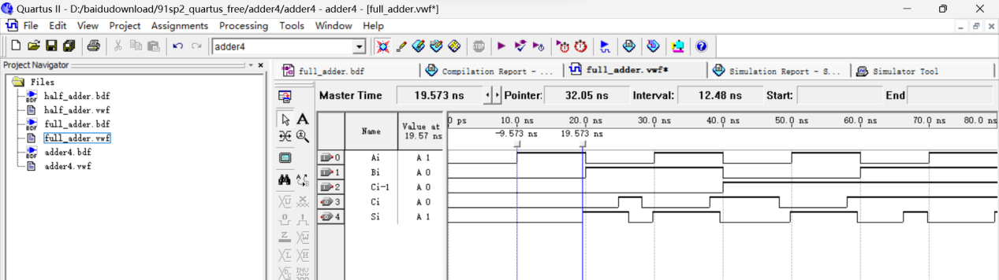 Quartus II - D:/baidudownload/91sp2_quartus_free/adder4/adder4 - adder4 - [full_adder.vwf*]
File Edit View Project Assignments Processing Tools Window Help
adder4
Project Navigator
full_adder.bdf Compilation Report - ... full_adder.vwf* Simulation Report - S... Simulator Tool
Files
half_adder.bdf
half_adder.vwf
full_adder.bdf
full_adder.vwf
adder4.bdf
adder4.vwf
Master Time 19.573 ns Pointer: 32.05 ns Interval: 12.48 ns Start: End
Name Value at 19.57 ns
0 ps 10.0 ns 20.0 ns 30.0 ns 40.0 ns 50.0 ns 60.0 ns 70.0 ns 80.0 ns
-9.573 ns 19.573 ns
0 Ai A 1
1 Bi A 0
2 Ci-1 A 0
3 Ci A 0
4 Si A 1